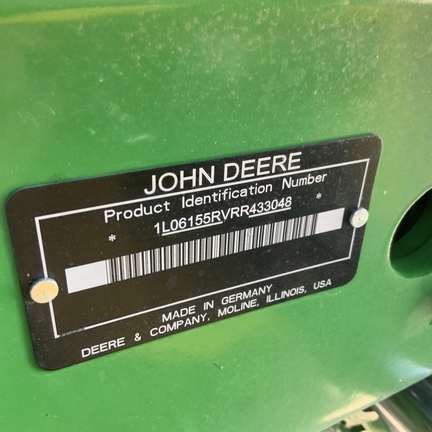 JOHN DEERE
Product Identification Number
* 1L06155RVRR433048 *
MADE IN GERMANY
DEERE & COMPANY, MOLINE, ILLINOIS, USA